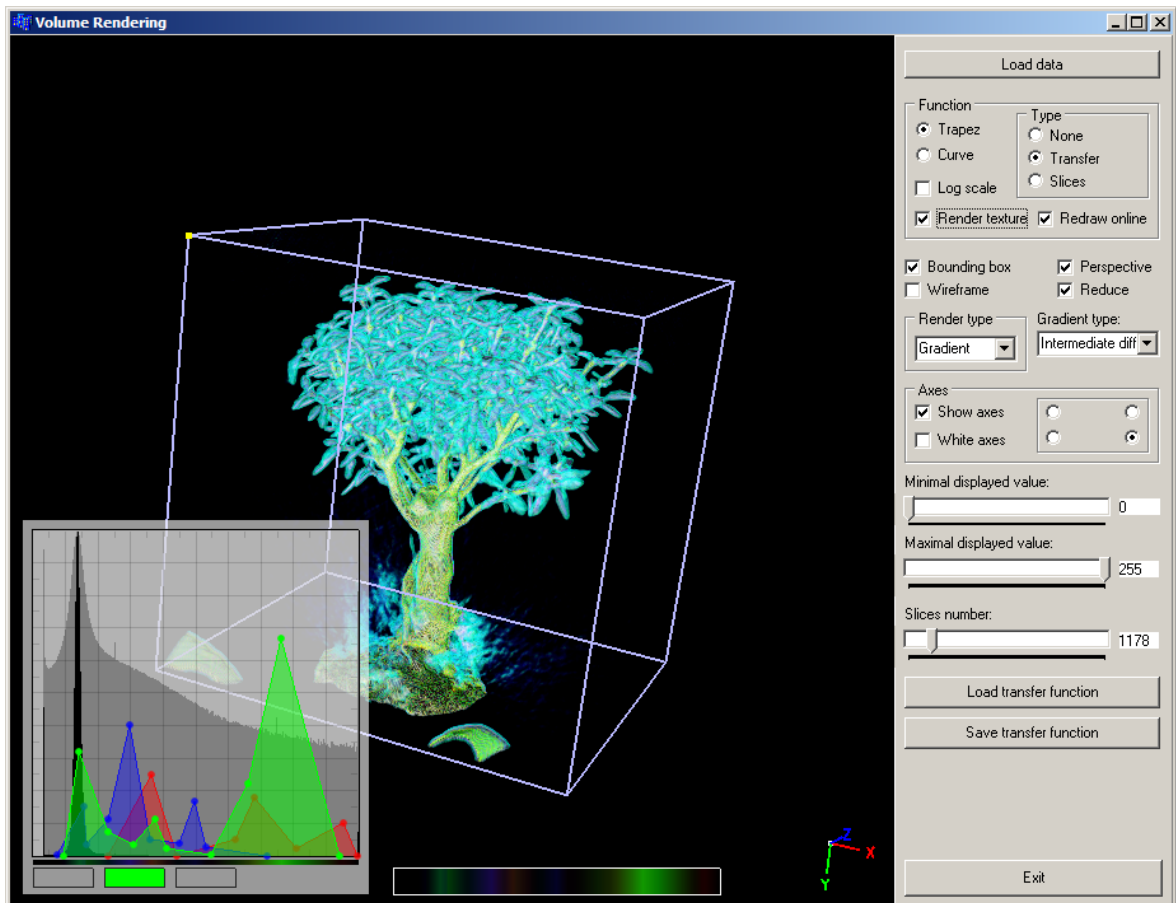 Volume Rendering
Load data
Function
Type
Trapez
None
Curve
Transfer
Log scale
Slices
Render texture
Redraw online
Bounding box
Perspective
Wireframe
Reduce
Render type
Gradient type:
Gradient
Intermediate diff
Axes
Show axes
White axes
Minimal displayed value:
0
Maximal displayed value:
255
Slices number:
1178
Load transfer function
Save transfer function
Z
X
Y
Exit